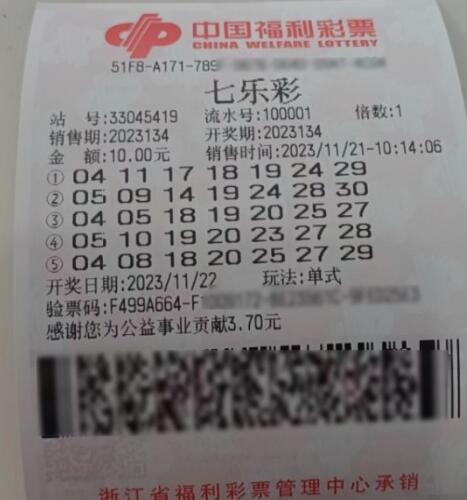 中国福利彩票
CHINA WELFARE LOTTERY
51F8-A171-789
七乐彩
站 号:33045419 流水号:100001 倍数:1
销售期:2023134 开奖期:2023134
金 额:10.00元 销售时间:2023/11/21-10:14:06
① 04 11 17 18 19 24 29
② 05 09 14 19 24 28 30
③ 04 05 18 19 20 25 27
④ 05 10 19 20 23 27 28
⑤ 04 08 18 20 25 27 29
开奖日期:2023/11/22 玩法:单式
验票码:F499A664-F
感谢您为公益事业贡献3.70元
浙江省福利彩票管理中心承销